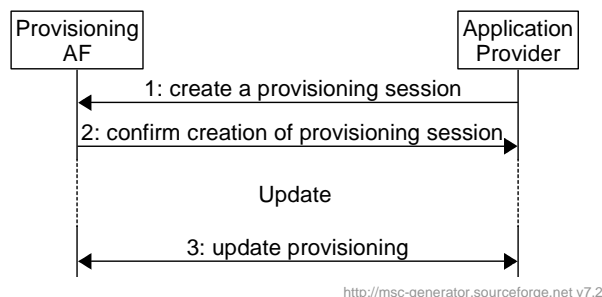 Provisioning
AF
Application
Provider
1: create a provisioning session
2: confirm creation of provisioning session
Update
3: update provisioning
http://msc-generator.sourceforge.net v7.2